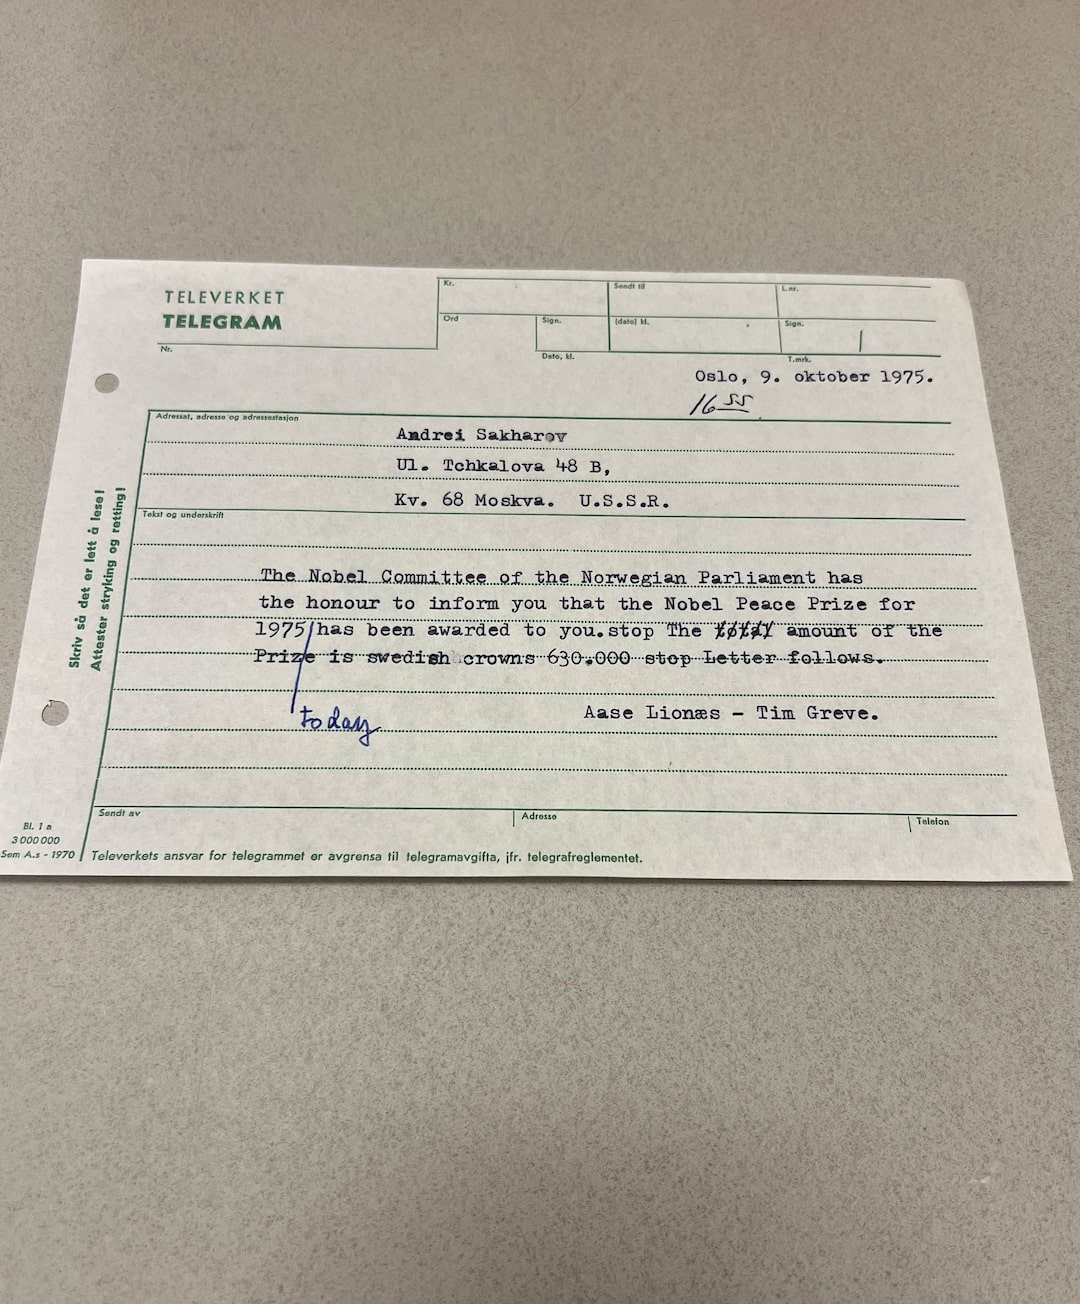 TELEVERKET
TELEGRAM
Nr.
Kr.
Sendt til
L.nr.
Ord
Sign.
(dato) kl.
Sign.
Dato, kl.
T.mrk.
Oslo, 9. oktober 1975.
16 55
Adressat, adresse og adressestasjon
Andrei Sakharov
Ul. Tchkalova 48 B,
Kv. 68 Moskva. U.S.S.R.
Tekst og underskrift
The Nobel Committee of the Norwegian Parliament has
the honour to inform you that the Nobel Peace Prize for
1975/has been awarded to you.stop The amount of the
Prize is swedish crowns 630.000 stop Letter follows.
today
Aase Lionæs - Tim Greve.
Skriv så det er lett å lese!
Attester stryking og retting!
Sendt av
Adresse
Telefon
Bl. 1 a
3 000 000
Sem A.s - 1970
Televerkets ansvar for telegrammet er avgrensa til telegramavgifta, jfr. telegrafreglementet.